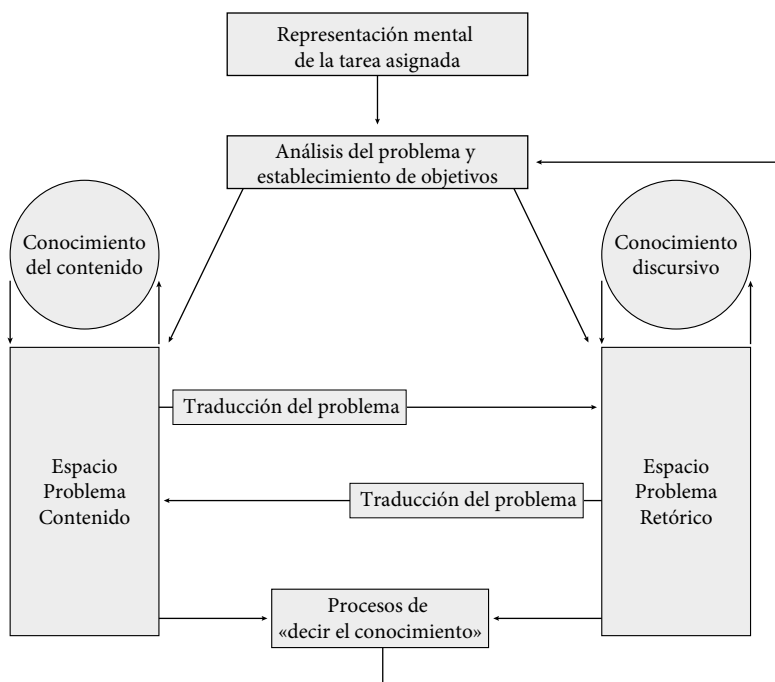 Representación mental
de la tarea asignada
Análisis del problema y
establecimiento de objetivos
Conocimiento
del contenido
Conocimiento
discursivo
Traducción del problema
Espacio
Problema
Contenido
Espacio
Problema
Retórico
Traducción del problema
Procesos de
«decir el conocimiento»